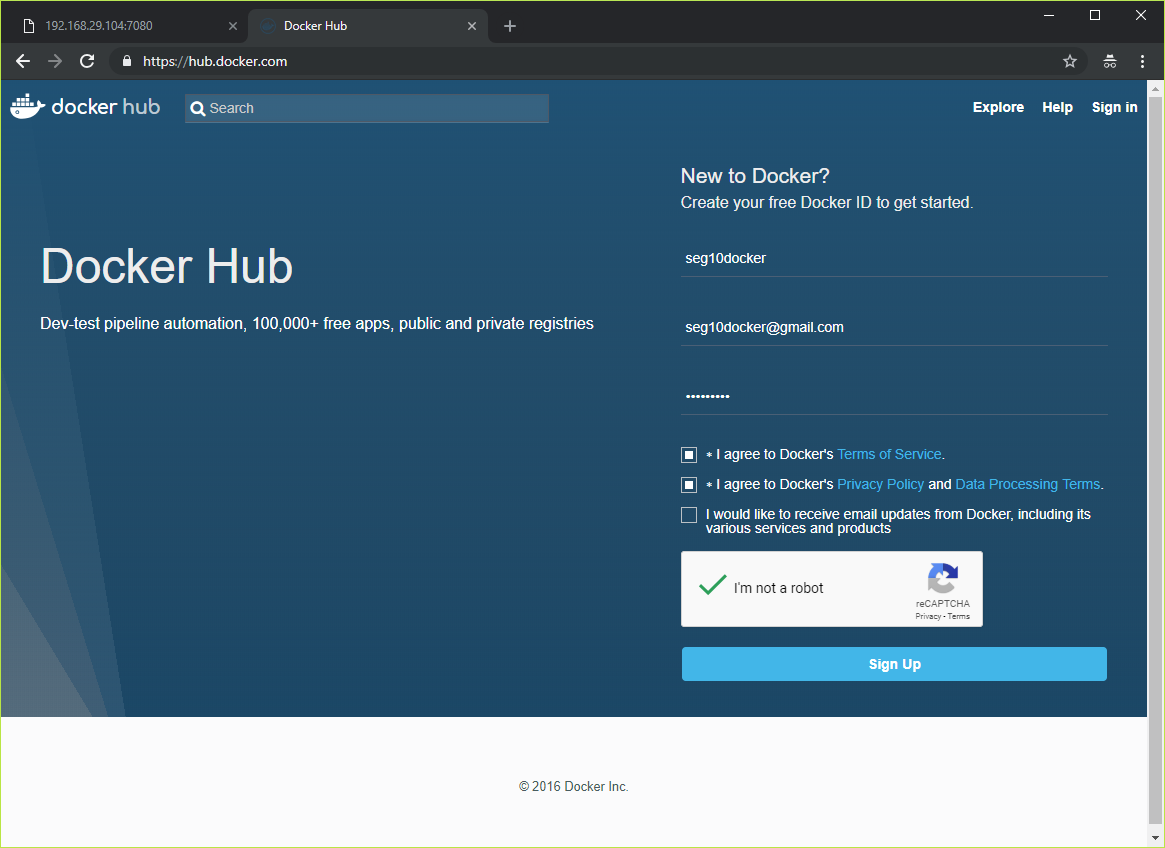 192.168.29.104:7080
Docker Hub
https://hub.docker.com
docker hub
Search
Explore Help Sign in
New to Docker?
Create your free Docker ID to get started.
seg10docker
Docker Hub
Dev-test pipeline automation, 100,000+ free apps, public and private registries
seg10docker@gmail.com
•••••••••
* I agree to Docker's Terms of Service.
* I agree to Docker's Privacy Policy and Data Processing Terms.
I would like to receive email updates from Docker, including its
various services and products
I'm not a robot
reCAPTCHA
Privacy - Terms
Sign Up
© 2016 Docker Inc.